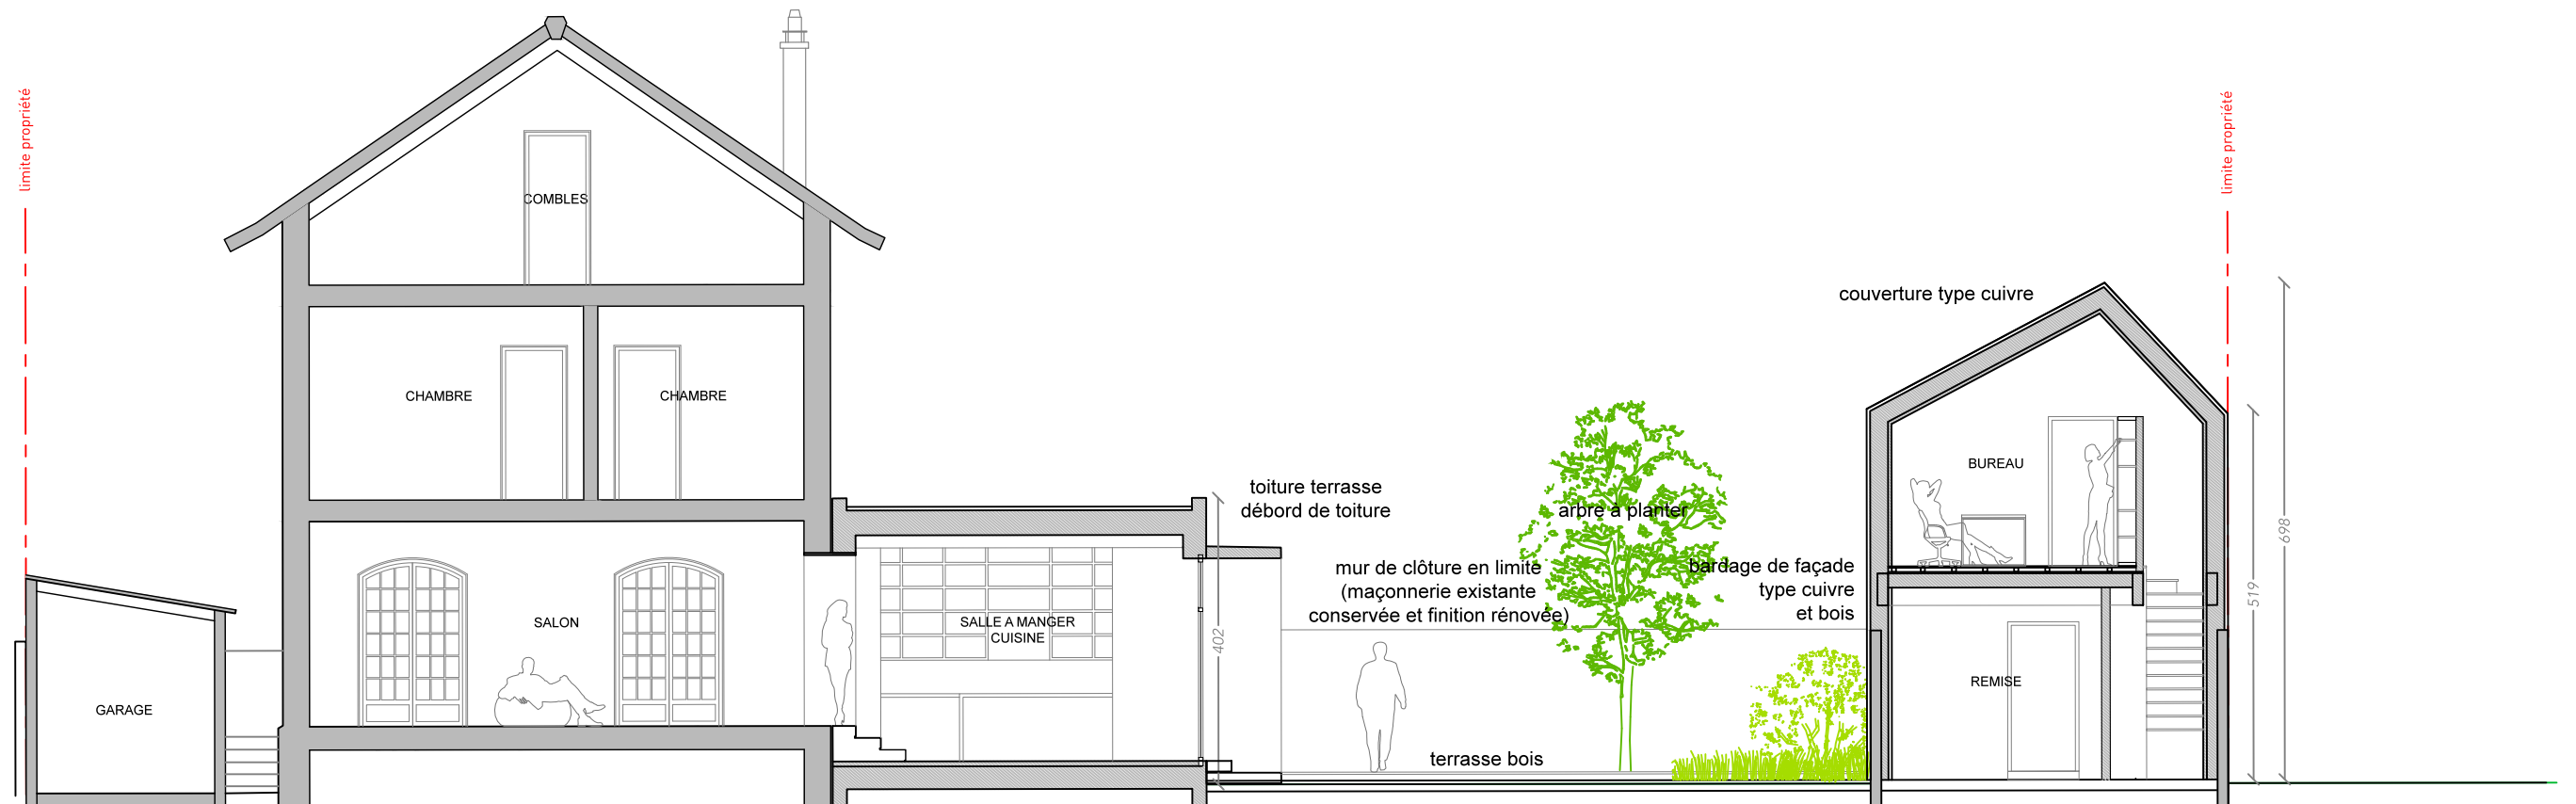 limite propriété
COMBLES
CHAMBRE
CHAMBRE
SALON
GARAGE
SALLE A MANGER
CUISINE
toiture terrasse
débord de toiture
402
mur de clôture en limite
(maçonnerie existante
conservée et finition rénovée)
arbre à planter
terrasse bois
couverture type cuivre
bardage de façade
type cuivre
et bois
BUREAU
REMISE
limite propriété
519
698